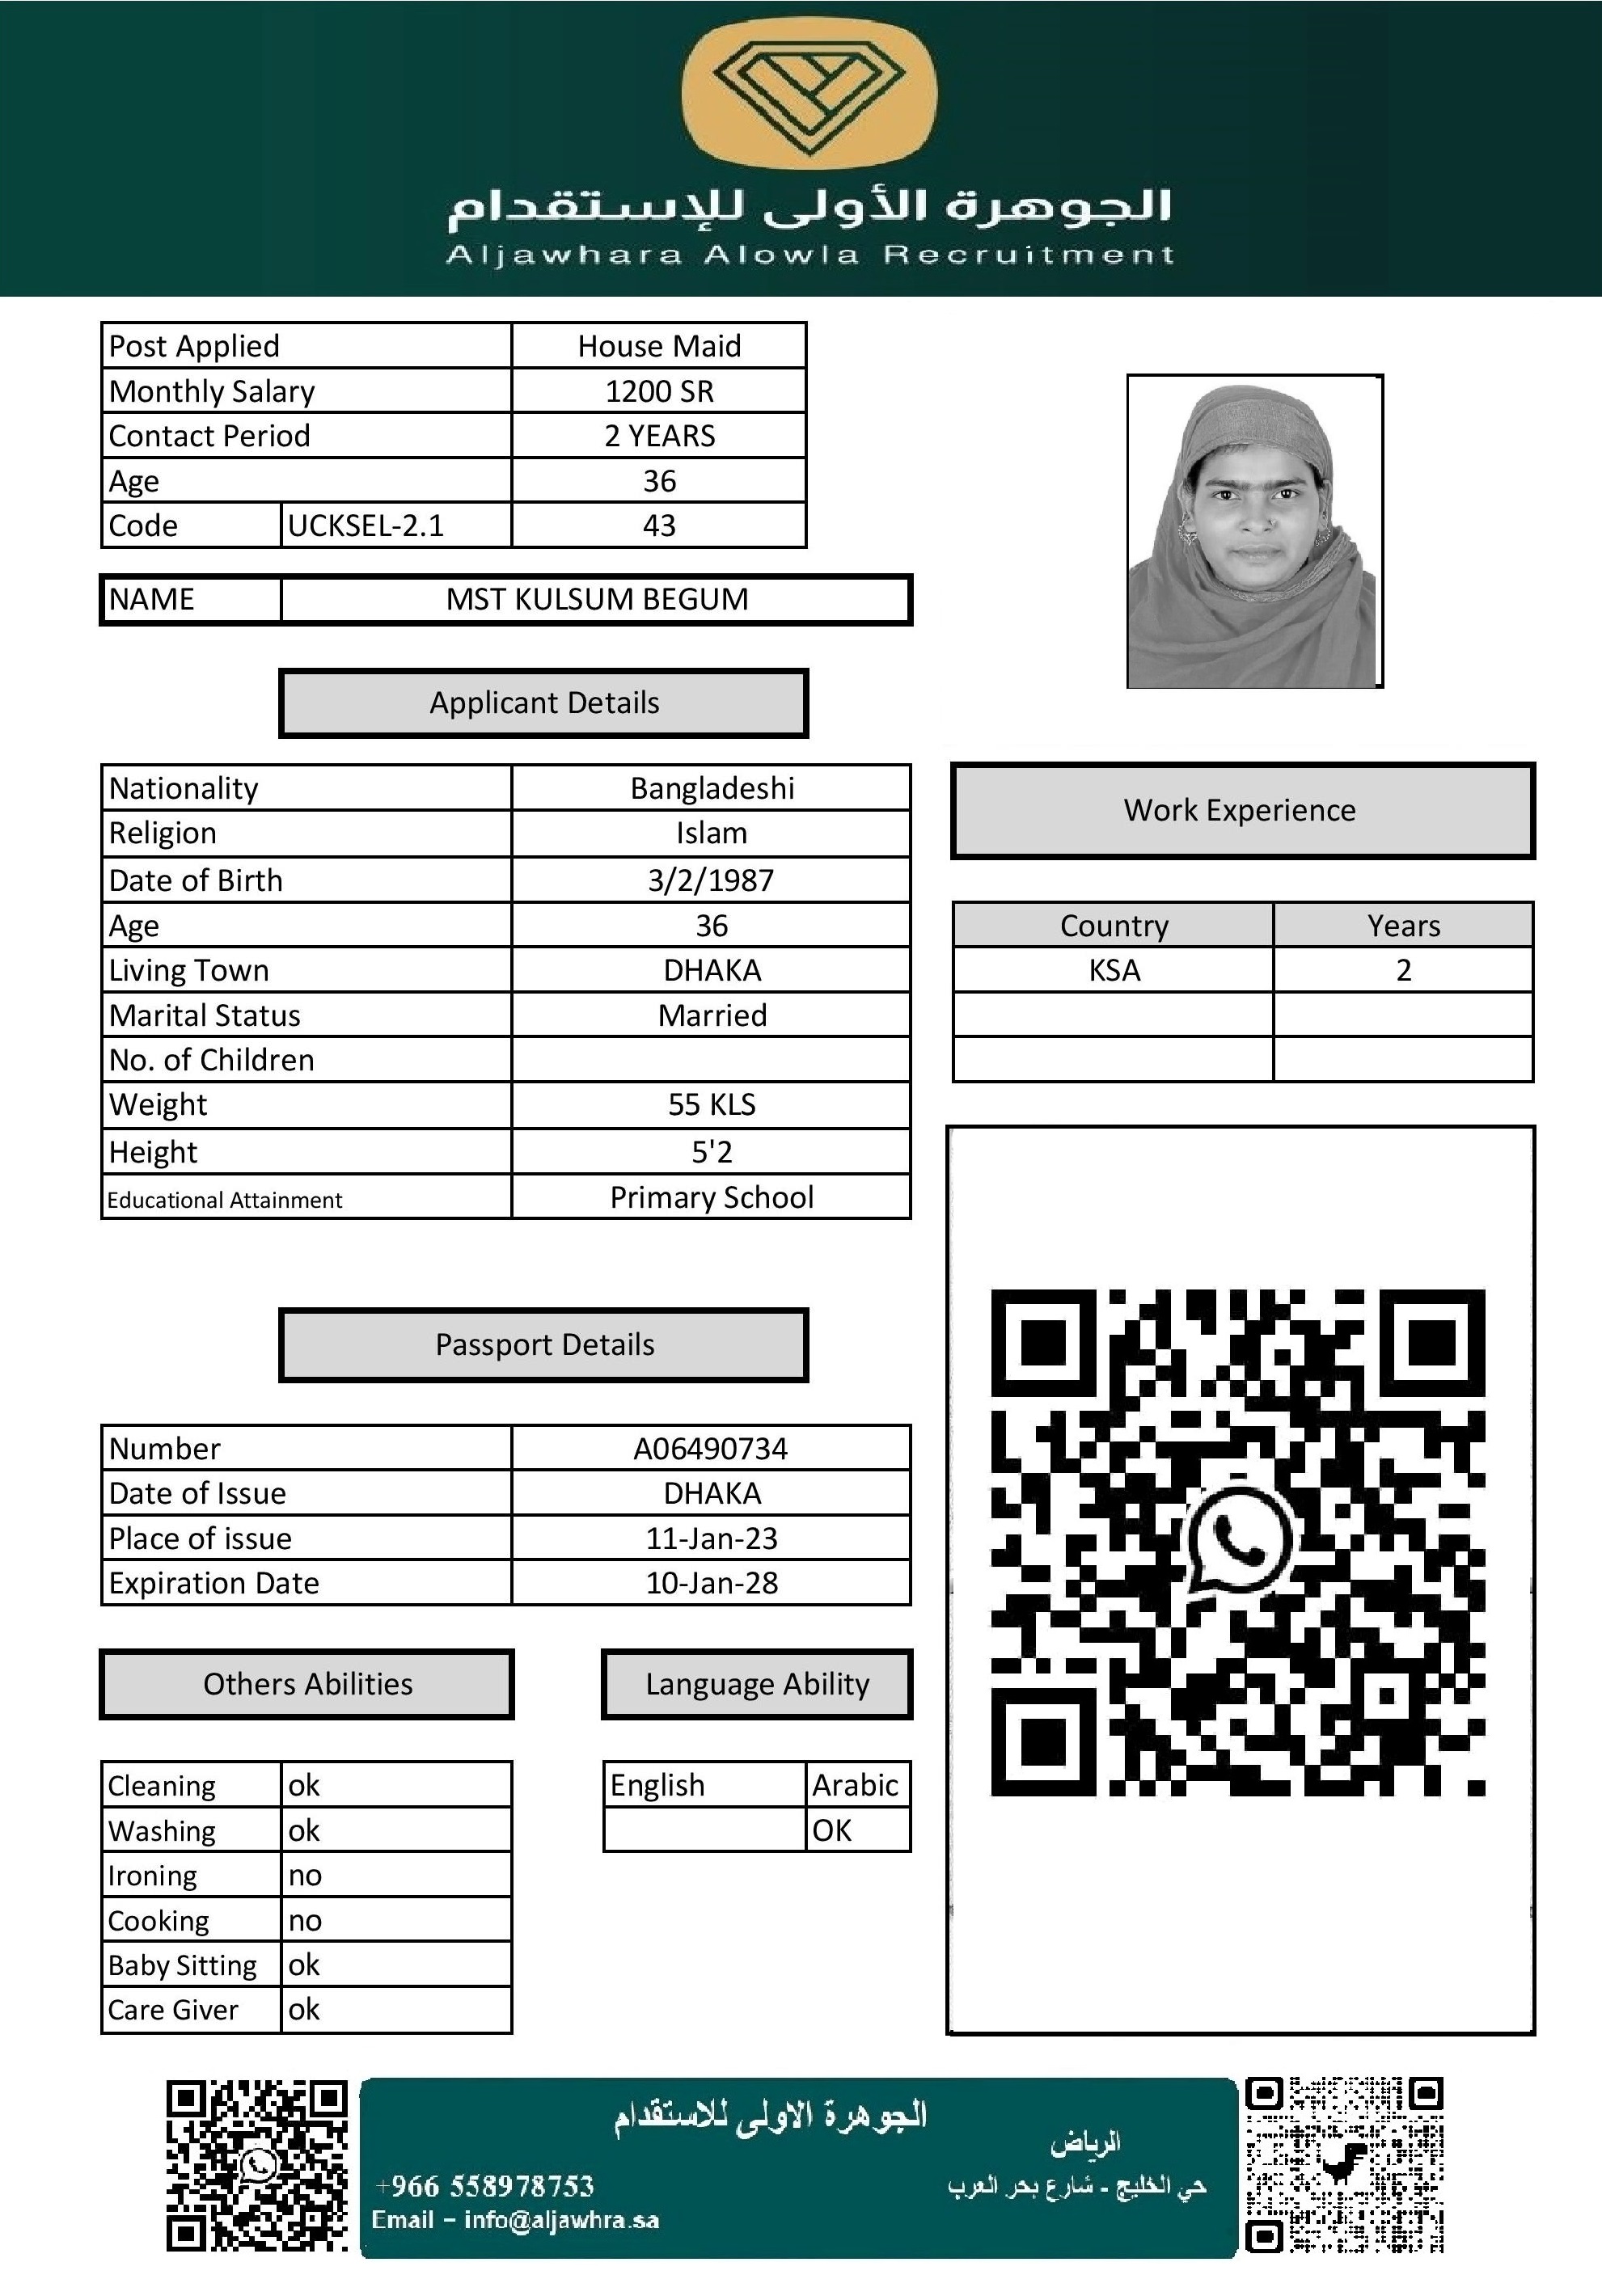 الجوهرة الأولى للإستقدام
Aljawhara Alowla Recruitment
Post Applied House Maid
Monthly Salary 1200 SR
Contact Period 2 YEARS
Age 36
Code UCKSEL-2.1 43
NAME MST KULSUM BEGUM
Applicant Details
Nationality Bangladeshi
Religion Islam
Date of Birth 3/2/1987
Age 36
Living Town DHAKA
Marital Status Married
No. of Children
Weight 55 KLS
Height 5'2
Educational Attainment Primary School
Work Experience
Country Years
KSA 2
Passport Details
Number A06490734
Date of Issue DHAKA
Place of issue 11-Jan-23
Expiration Date 10-Jan-28
Others Abilities
Cleaning ok
Washing ok
Ironing no
Cooking no
Baby Sitting ok
Care Giver ok
Language Ability
English Arabic
OK
الجوهرة الاولى للاستقدام
الرياض
حي الخليج - شارع بحر العرب
+966 558978753
Email – info@aljawhra.sa